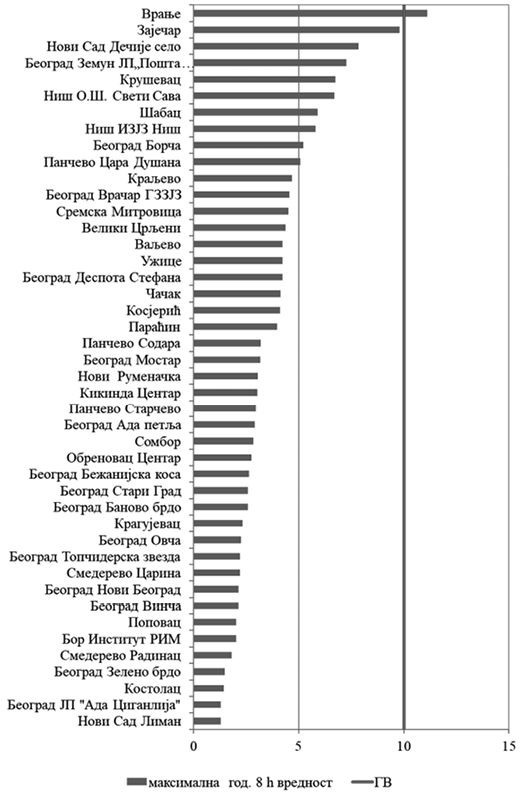 Врање
Зајечар
Нови Сад Дечије село
Београд Земун ЈП„Пошта…
Крушевац
Ниш О.Ш. Свети Сава
Шабац
Ниш ИЗЈЗ Ниш
Београд Борча
Панчево Цара Душана
Краљево
Београд Врачар ГЗЗЈЗ
Сремска Митровица
Велики Црљени
Ваљево
Ужице
Београд Деспота Стефана
Чачак
Косјерић
Параћин
Панчево Содара
Београд Мостар
Нови Руменачка
Кикинда Центар
Панчево Старчево
Београд Ада петља
Сомбор
Обреновац Центар
Београд Бежанијска коса
Београд Стари Град
Београд Баново брдо
Крагујевац
Београд Овча
Београд Топчидерска звезда
Смедерево Царина
Београд Нови Београд
Београд Винча
Поповац
Бор Институт РИМ
Смедерево Радинац
Београд Зелено брдо
Костолац
Београд ЈП "Ада Циганлија"
Нови Сад Лиман
0 5 10 15
максимална год. 8 h вредност ГВ